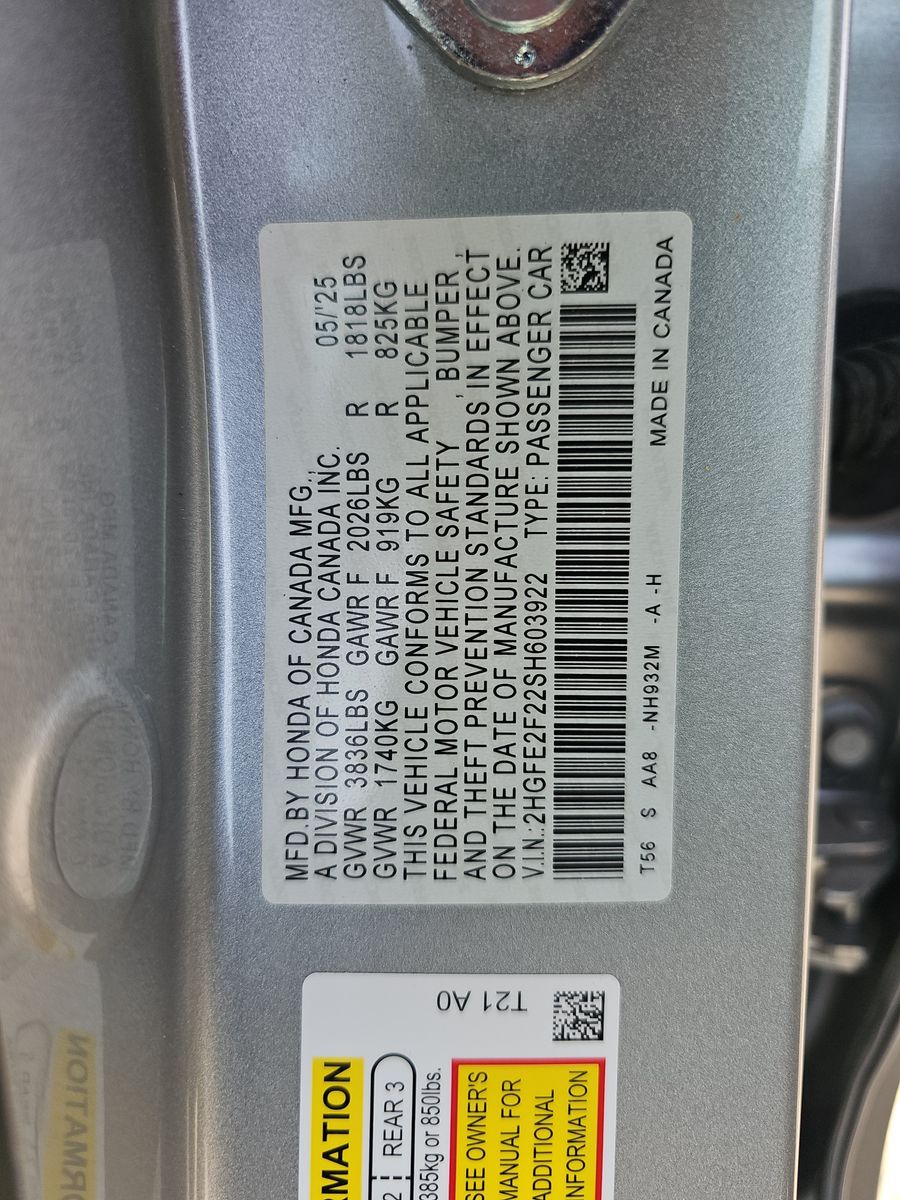 MFD.BY HONDA OF CANADA MFG.,
A DIVISION OF HONDA CANADA INC. 05/'25
GVWR 3836LBS GAWR F 2026LBS R 1818LBS
GVWR 1740KG GAWR F 919KG R 825KG
THIS VEHICLE CONFORMS TO ALL APPLICABLE
FEDERAL MOTOR VEHICLE SAFETY , BUMPER ,
AND THEFT PREVENTION STANDARDS IN EFFECT
ON THE DATE OF MANUFACTURE SHOWN ABOVE.
V.I.N.:2HGFE2F22SH603922 TYPE: PASSENGER CAR
T56 S AA8 -NH932M -A -H MADE IN CANADA
T21 A0
RMATION
2 REAR 3
385kg or 850lbs.
SEE OWNER'S
MANUAL FOR
ADDITIONAL
INFORMATION